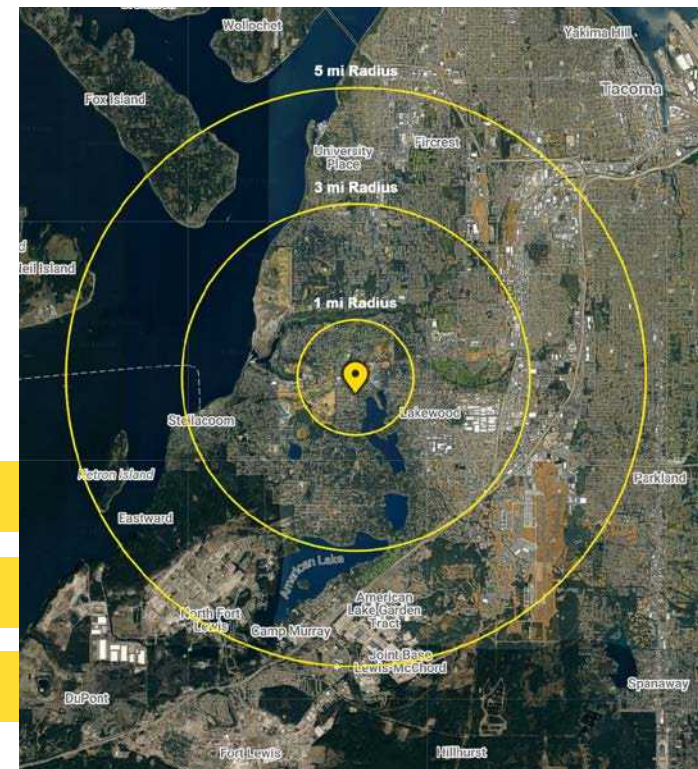 Wollochet
Yakima Hill
5 mi Radius
Tacoma
Fox Island
Fircrest
University
Place
3 mi Radius
1 mi Radius
Lakewood
Steilacoom
Ketron Island
Parkland
Eastward
American Lake
American
Lake Garden
Tract
North Fort
Lewis
Camp Murray
Joint Base
Lewis-McChord
Spanaway
DuPont
Fort Lewis
Hillhurst